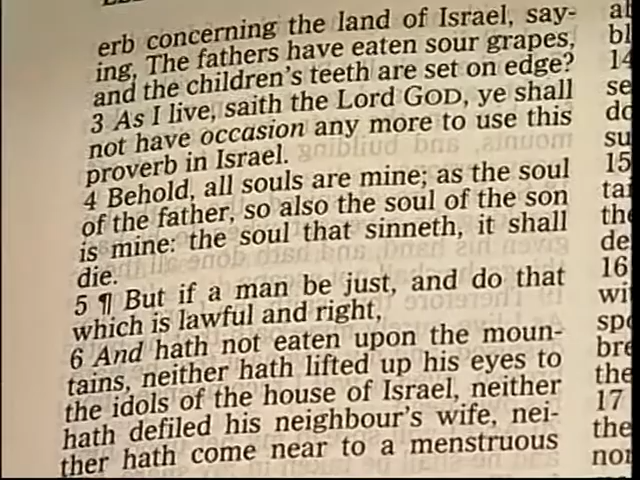 erb concerning the land of Israel, say-
ing, The fathers have eaten sour grapes,
and the children's teeth are set on edge?
3 As I live, saith the Lord GOD, ye shall
not have occasion any more to use this
proverb in Israel.
4 Behold, all souls are mine; as the soul
of the father, so also the soul of the son
is mine: the soul that sinneth, it shall
die.
5 ¶ But if a man be just, and do that
which is lawful and right,
6 And hath not eaten upon the moun-
tains, neither hath lifted up his eyes to
the idols of the house of Israel, neither
hath defiled his neighbour's wife, nei-
ther hath come near to a menstruous
14
15
16
17